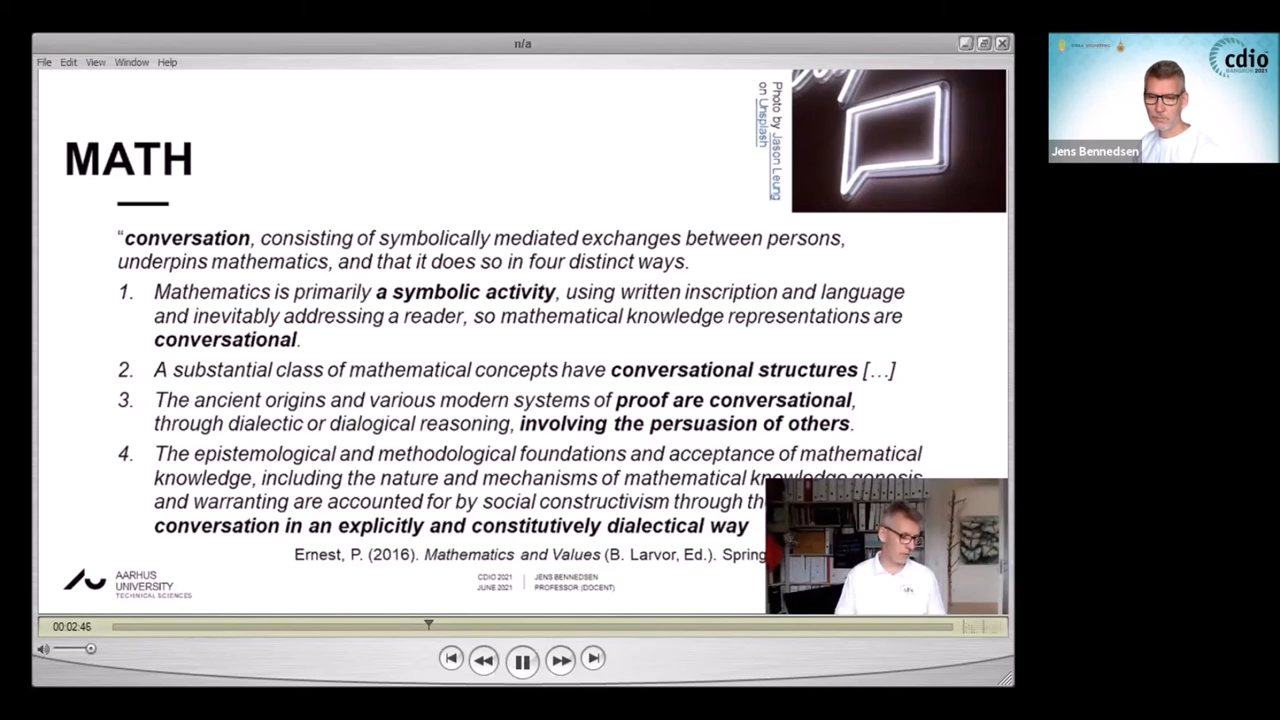 n/a
File Edit View Window Help
MATH
Photo by Jason Leung
on Unsplash
“conversation, consisting of symbolically mediated exchanges between persons,
underpins mathematics, and that it does so in four distinct ways.
1. Mathematics is primarily a symbolic activity, using written inscription and language
and inevitably addressing a reader, so mathematical knowledge representations are
conversational.
2. A substantial class of mathematical concepts have conversational structures […]
3. The ancient origins and various modern systems of proof are conversational,
through dialectic or dialogical reasoning, involving the persuasion of others.
4. The epistemological and methodological foundations and acceptance of mathematical
knowledge, including the nature and mechanisms of mathematical knowledge genesis
and warranting are accounted for by social constructivism through
conversation in an explicitly and constitutively dialectical way
Ernest, P. (2016). Mathematics and Values (B. Larvor, Ed.). Spring
AARHUS
UNIVERSITY
TECHNICAL SCIENCES
CDIO 2021
JUNE 2021
JENS BENNEDSEN
PROFESSOR (DOCENT)
00:02:46
cdio
BANGKOK 2021
Jens Bennedsen
cdio